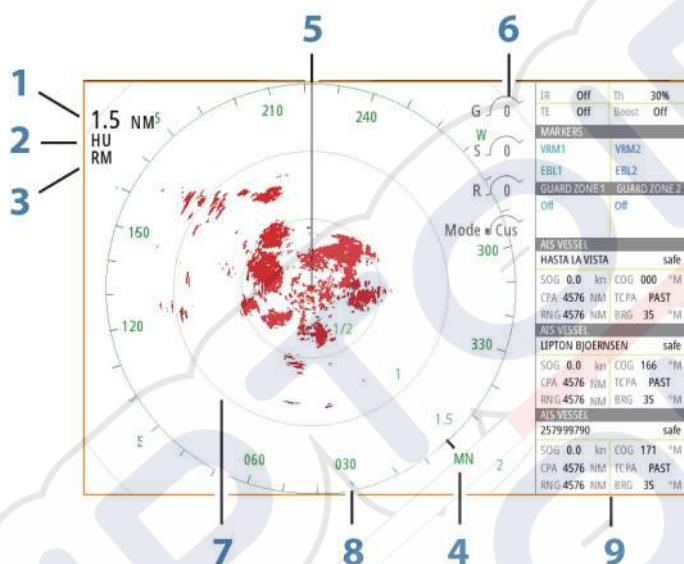 5
6
1
2
3
1.5 NM
S
HU
RM
210
240
G 0
W
S 0
R 0
Mode Cus
300
150
120
330
1/2
1
1.5
E
060
030
MN
2
7
8
4
9
IR Off Th 30%
TE Off Boost Off
MARKERS
VRM1 VRM2
EBL1 EBL2
GUARD ZONE 1 GUARD ZONE 2
Off Off
AIS VESSEL
HASTA LA VISTA safe
SOG 0.0 kn COG 000 °M
CPA 4576 NM TCPA PAST
RNG 4576 NM BRG 35 °M
AIS VESSEL
LIPTON BJOERNSEN safe
SOG 0.0 kn COG 166 °M
CPA 4576 NM TCPA PAST
RNG 4576 NM BRG 35 °M
AIS VESSEL
257999790 safe
SOG 0.0 kn COG 171 °M
CPA 4576 NM TCPA PAST
RNG 4576 NM BRG 35 °M